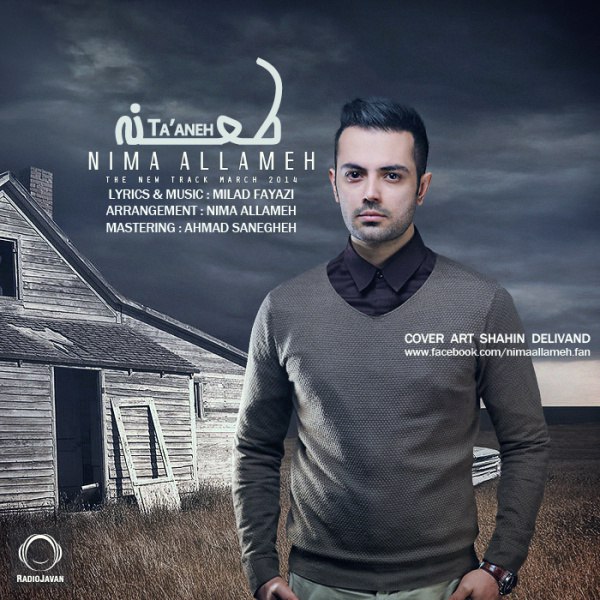 طعنه
TA'ANEH
NIMA ALLAMEH
THE NEW TRACK MARCH 2014
LYRICS & MUSIC : MILAD FAYAZI
ARRANGEMENT : NIMA ALLAMEH
MASTERING : AHMAD SANEGHEH
COVER ART SHAHIN DELIVAND
www.facebook.com/nimaallameh.fan
RADIOJAVAN